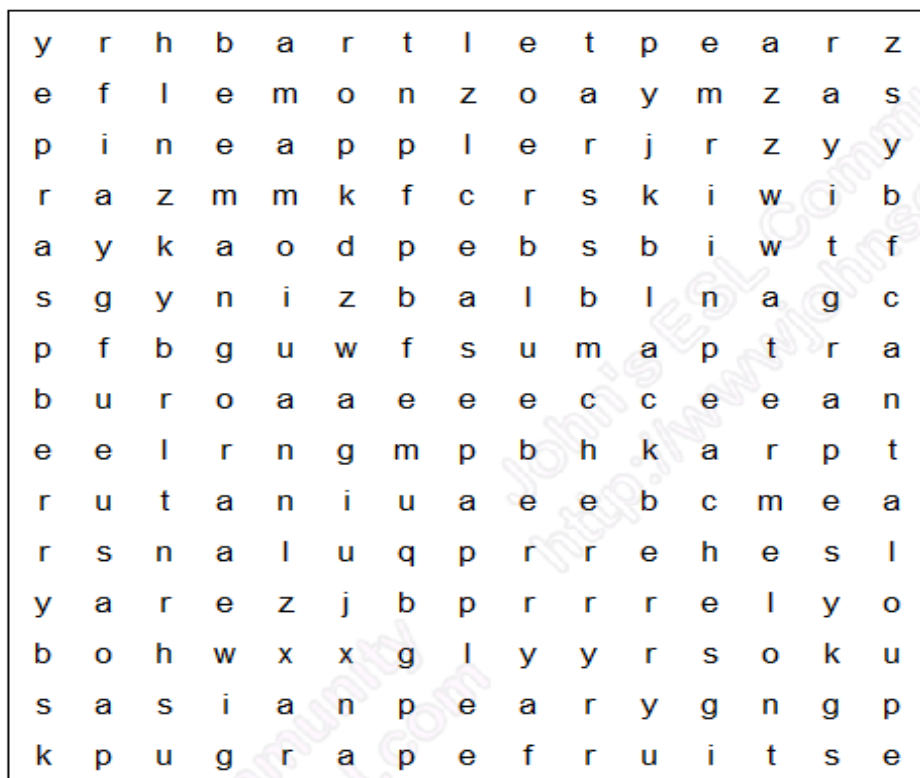 y r h b a r t l e t p e a r z
e f l e m o n z o a y m z a s
p i n e a p p l e r j r z y y
r a z m m k f c r s k i w i b
a y k a o d p e b s b i w t f
s g y n i z b a l b l n a g c
p f b g u w f s u m a p t r a
b u r o a a e e e c c e e a n
e e l r n g m p b h k a r p t
r u t a n i u a e e b c m e a
r s n a l u q p r r e h e s l
y a r e z j b p r r r e l y o
b o h w x x g l y y r s o k u
s a s i a n p e a r y g n g p
k p u g r a p e f r u i t s e